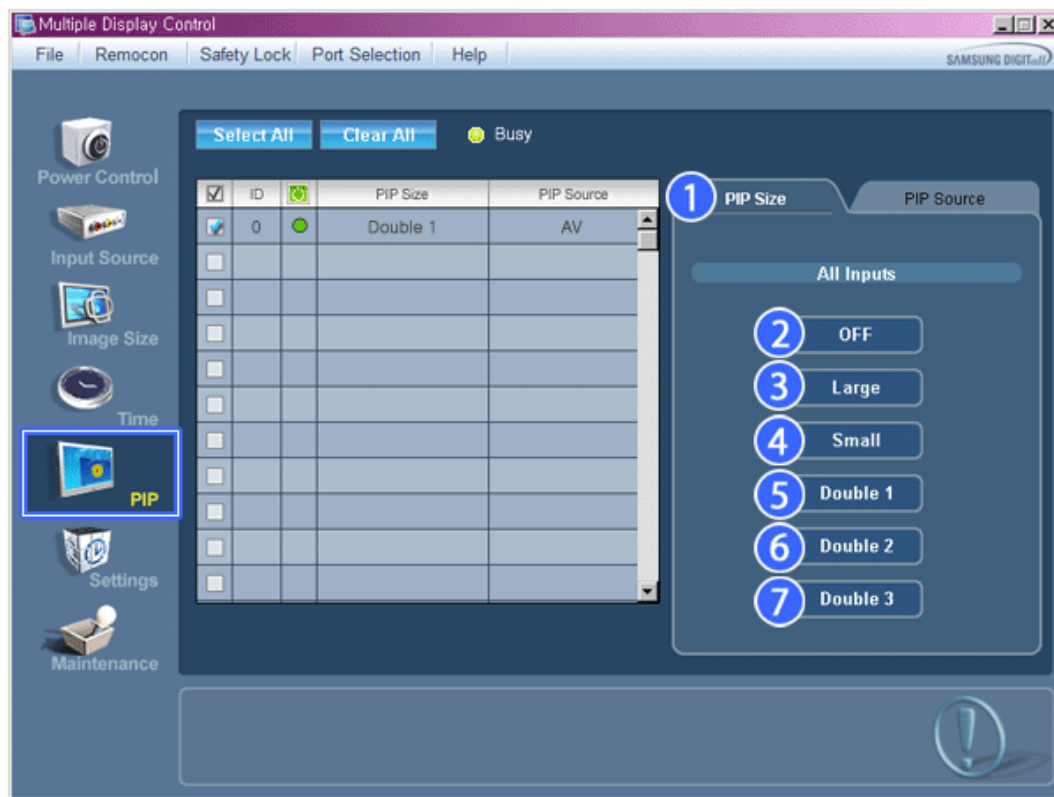 Multiple Display Control
File Remocon Safety Lock Port Selection Help
SAMSUNG DIGITall
Select All Clear All Busy
Power Control
Input Source
Image Size
Time
PIP
Settings
Maintenance
ID PIP Size PIP Source
0 Double 1 AV
1 PIP Size PIP Source
All Inputs
2 OFF
3 Large
4 Small
5 Double 1
6 Double 2
7 Double 3